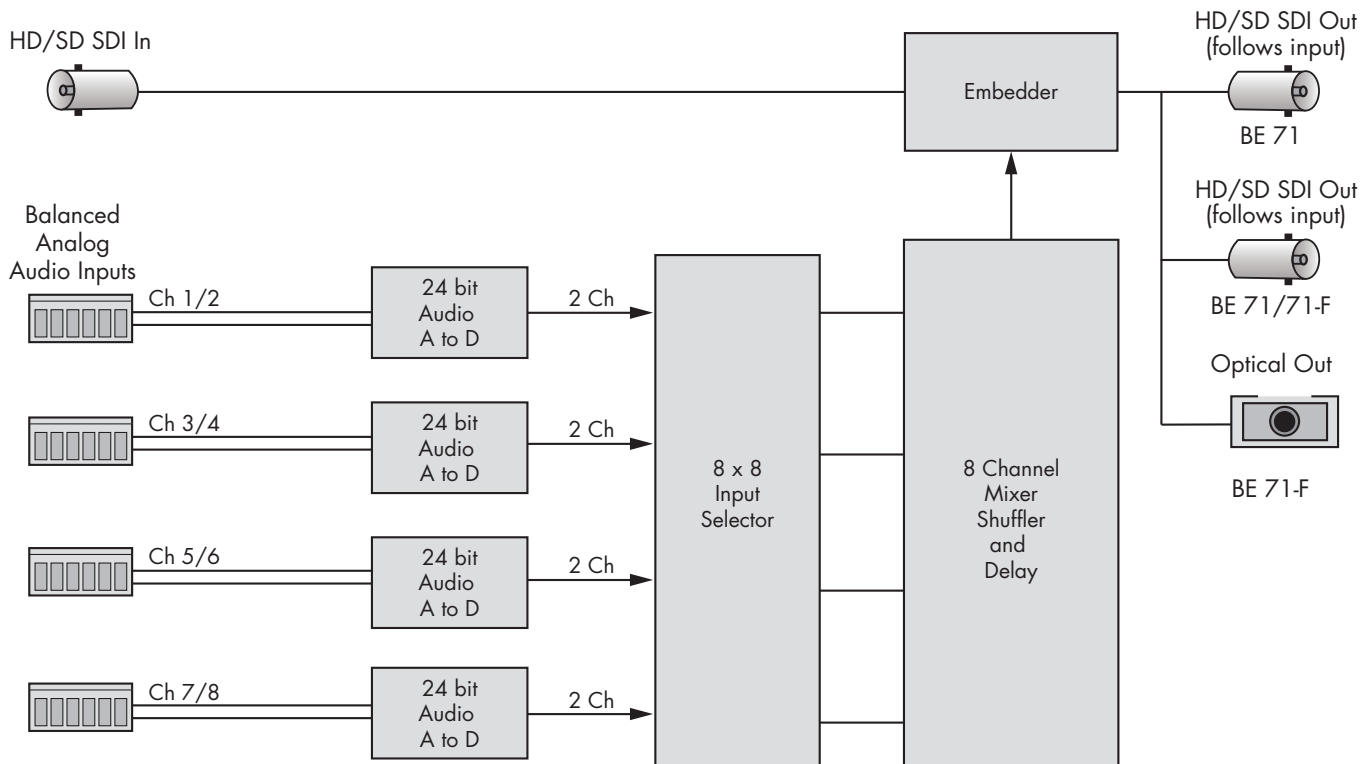 HD/SD SDI In
Embedder
HD/SD SDI Out
(follows input)
BE 71
HD/SD SDI Out
(follows input)
BE 71/71-F
Optical Out
BE 71-F
Balanced
Analog
Audio Inputs
Ch 1/2
24 bit
Audio
A to D
2 Ch
Ch 3/4
24 bit
Audio
A to D
2 Ch
Ch 5/6
24 bit
Audio
A to D
2 Ch
Ch 7/8
24 bit
Audio
A to D
2 Ch
8 x 8
Input
Selector
8 Channel
Mixer
Shuffler
and
Delay